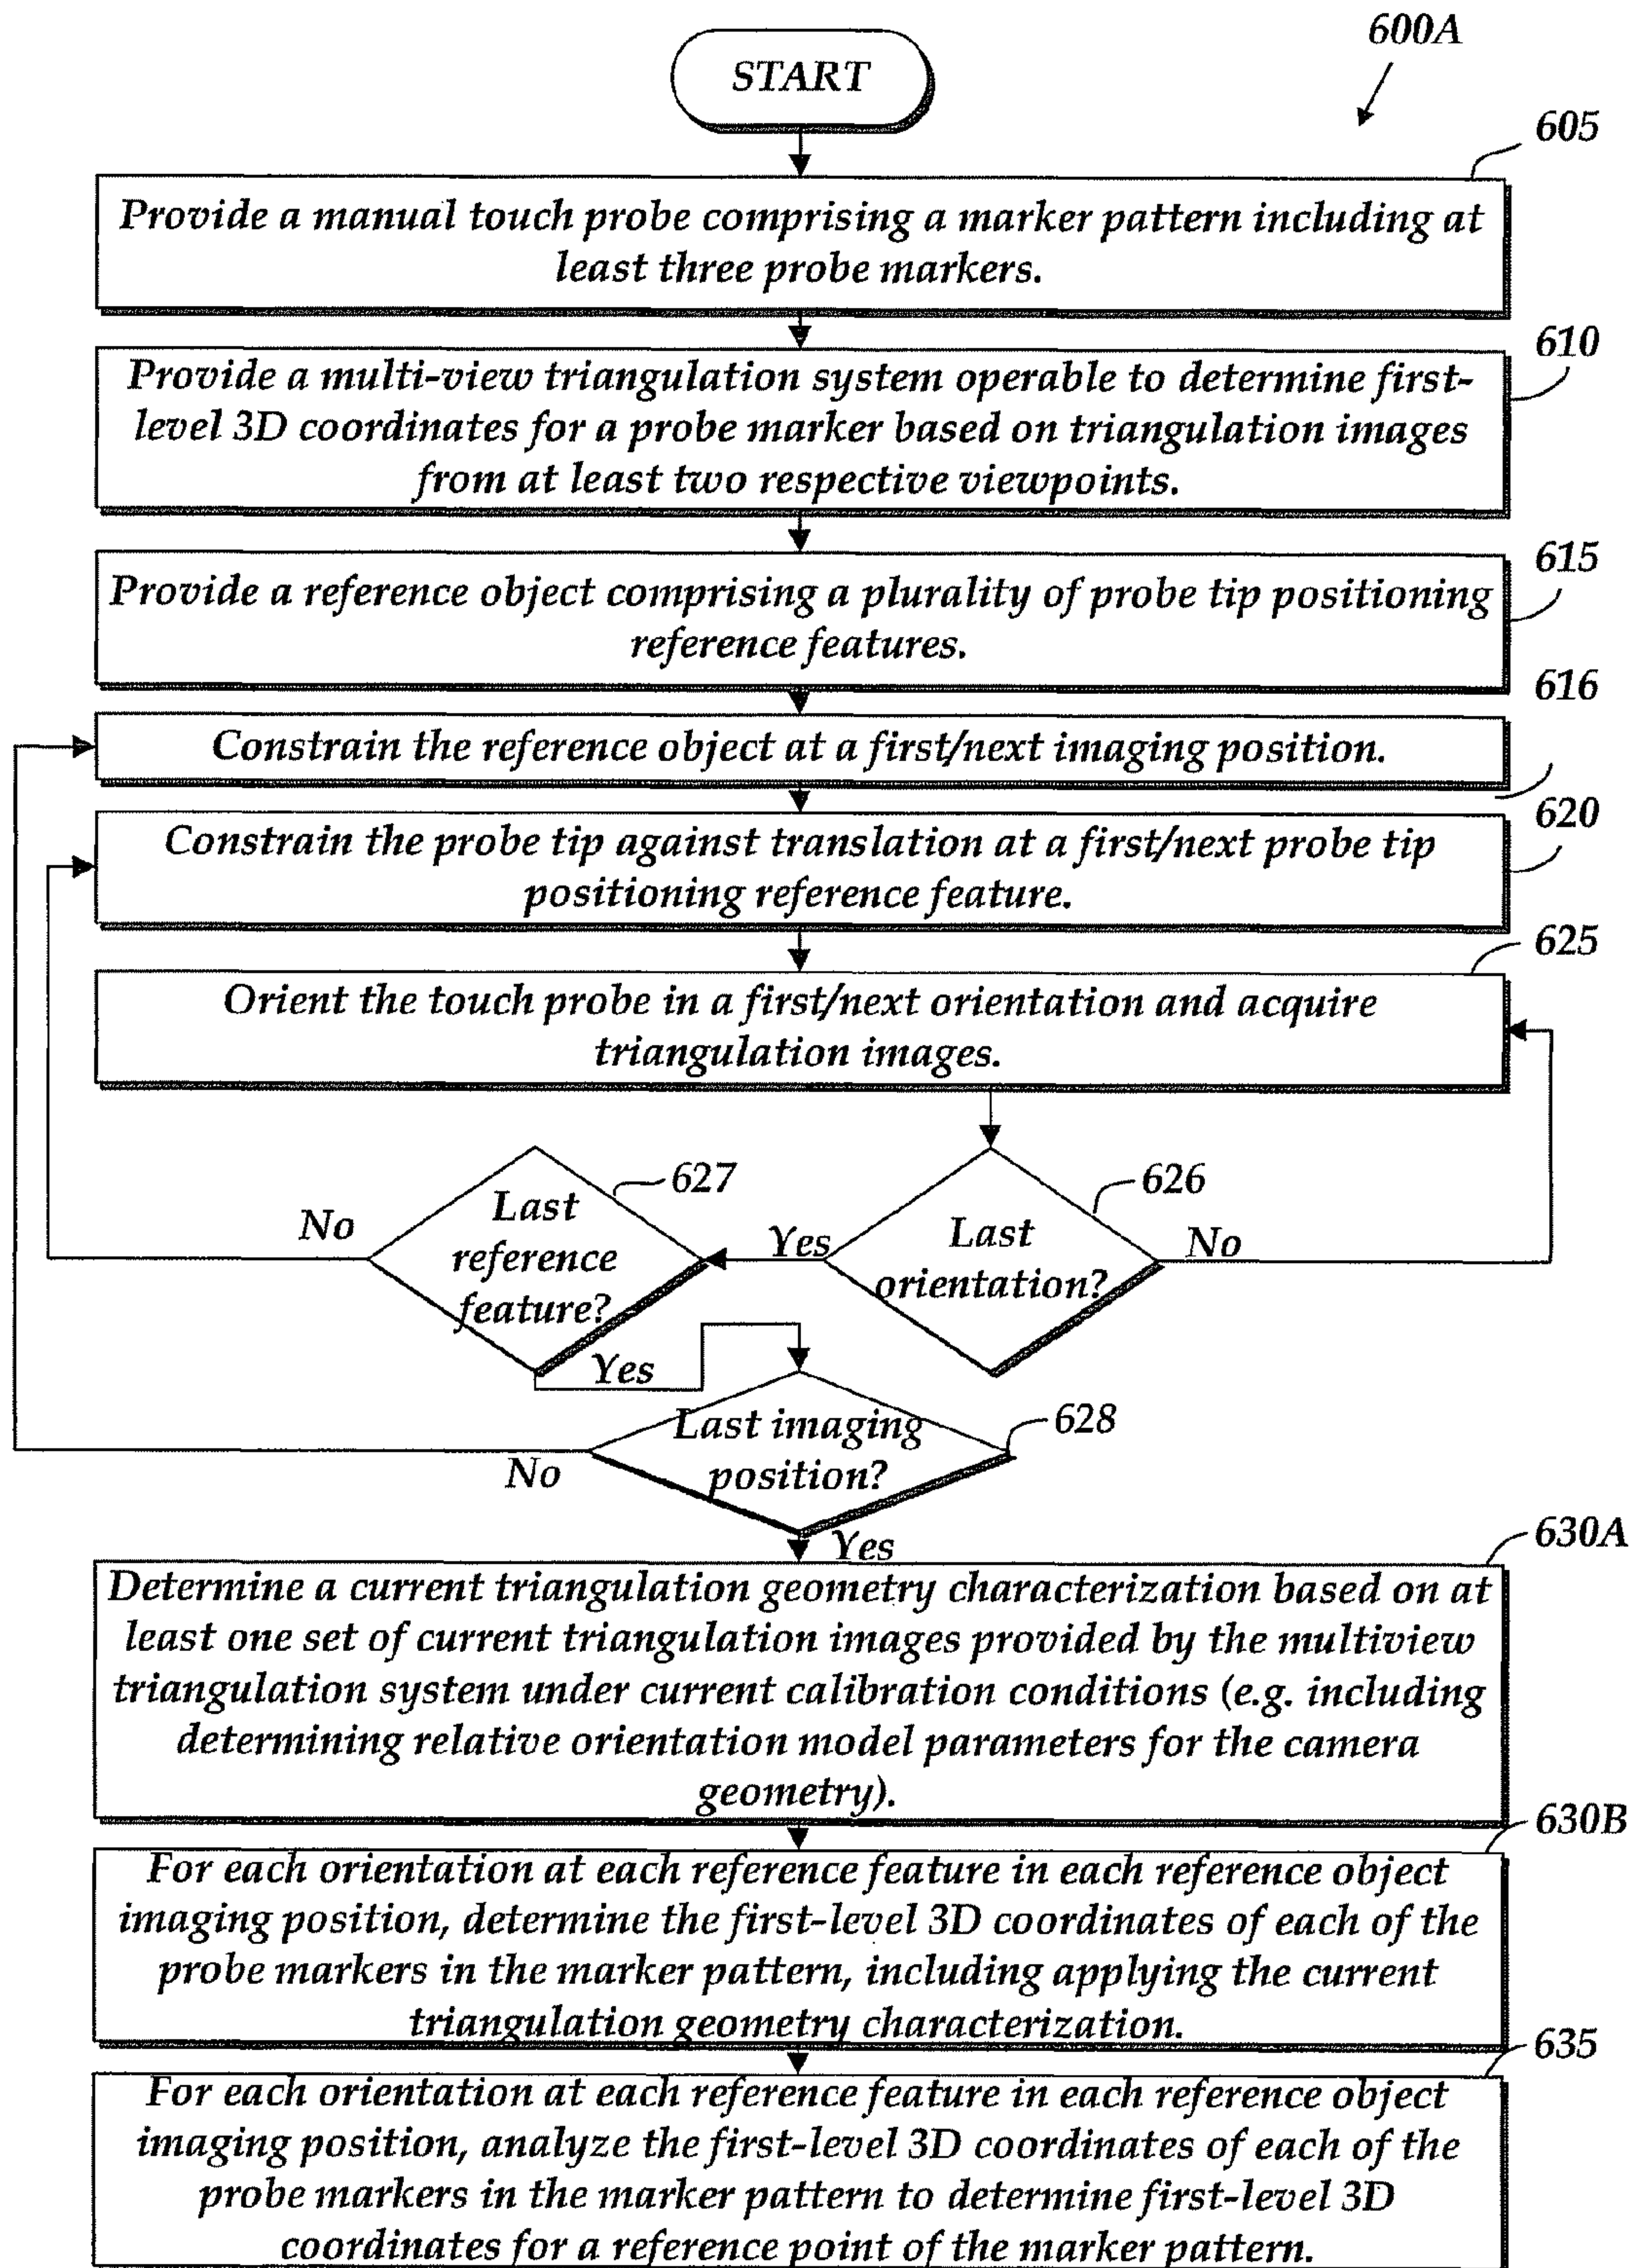 600A
START
605
Provide a manual touch probe comprising a marker pattern including at
least three probe markers.
610
Provide a multi-view triangulation system operable to determine first-
level 3D coordinates for a probe marker based on triangulation images
from at least two respective viewpoints.
615
Provide a reference object comprising a plurality of probe tip positioning
reference features.
616
Constrain the reference object at a first/next imaging position.
620
Constrain the probe tip against translation at a first/next probe tip
positioning reference feature.
625
Orient the touch probe in a first/next orientation and acquire
triangulation images.
627
626
No
Last
reference
feature?
Yes
Last
orientation?
No
Yes
628
Last imaging
position?
No
Yes
630A
Determine a current triangulation geometry characterization based on at
least one set of current triangulation images provided by the multiview
triangulation system under current calibration conditions (e.g. including
determining relative orientation model parameters for the camera
geometry).
630B
For each orientation at each reference feature in each reference object
imaging position, determine the first-level 3D coordinates of each of the
probe markers in the marker pattern, including applying the current
triangulation geometry characterization.
635
For each orientation at each reference feature in each reference object
imaging position, analyze the first-level 3D coordinates of each of the
probe markers in the marker pattern to determine first-level 3D
coordinates for a reference point of the marker pattern.